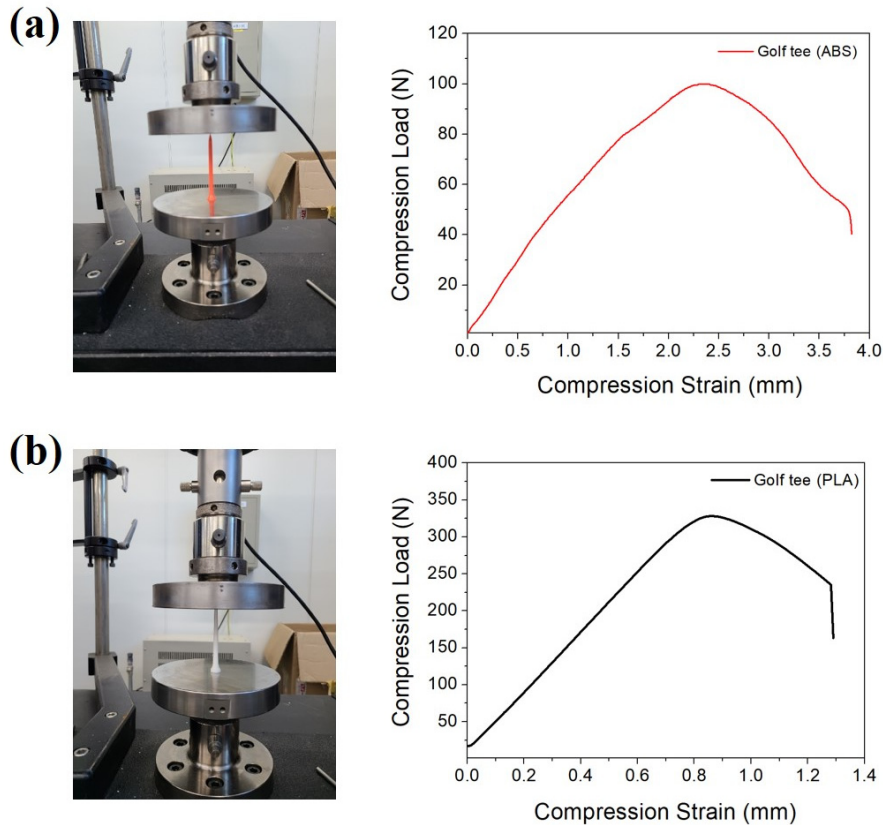 (a)
Compression Load (N)
120
100
80
60
40
20
Golf tee (ABS)
0.0 0.5 1.0 1.5 2.0 2.5 3.0 3.5 4.0
Compression Strain (mm)
(b)
Compression Load (N)
400
350
300
250
200
150
100
50
Golf tee (PLA)
0.0 0.2 0.4 0.6 0.8 1.0 1.2 1.4
Compression Strain (mm)